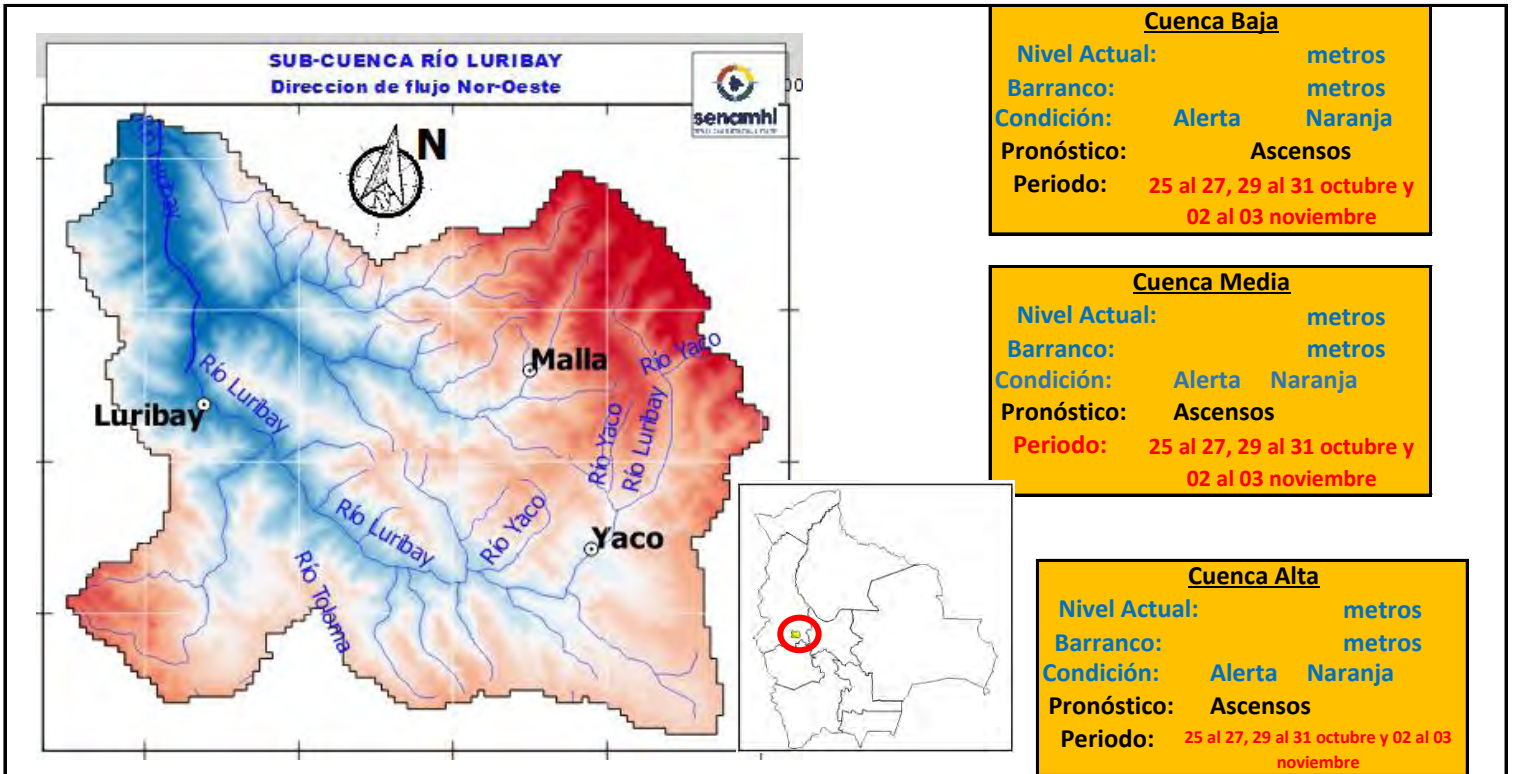 SUB-CUENCA RÍO LURIBAY
Direccion de flujo Nor-Oeste
senamhi
00
N
Malla
Río Yaco
Río Luribay
Luribay
Río Yaco
Río Luribay
Río Luribay
Río Yaco
Yaco
Río Toloma
Cuenca Baja
Nivel Actual: metros
Barranco: metros
Condición: Alerta Naranja
Pronóstico: Ascensos
Periodo: 25 al 27, 29 al 31 octubre y
02 al 03 noviembre
Cuenca Media
Nivel Actual: metros
Barranco: metros
Condición: Alerta Naranja
Pronóstico: Ascensos
Periodo: 25 al 27, 29 al 31 octubre y
02 al 03 noviembre
Cuenca Alta
Nivel Actual: metros
Barranco: metros
Condición: Alerta Naranja
Pronóstico: Ascensos
Periodo: 25 al 27, 29 al 31 octubre y 02 al 03
noviembre